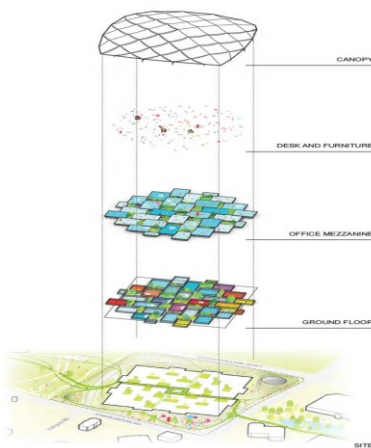 CANOPY
DESK AND FURNITURE
OFFICE MEZZANINE
GROUND FLOOR
SITE